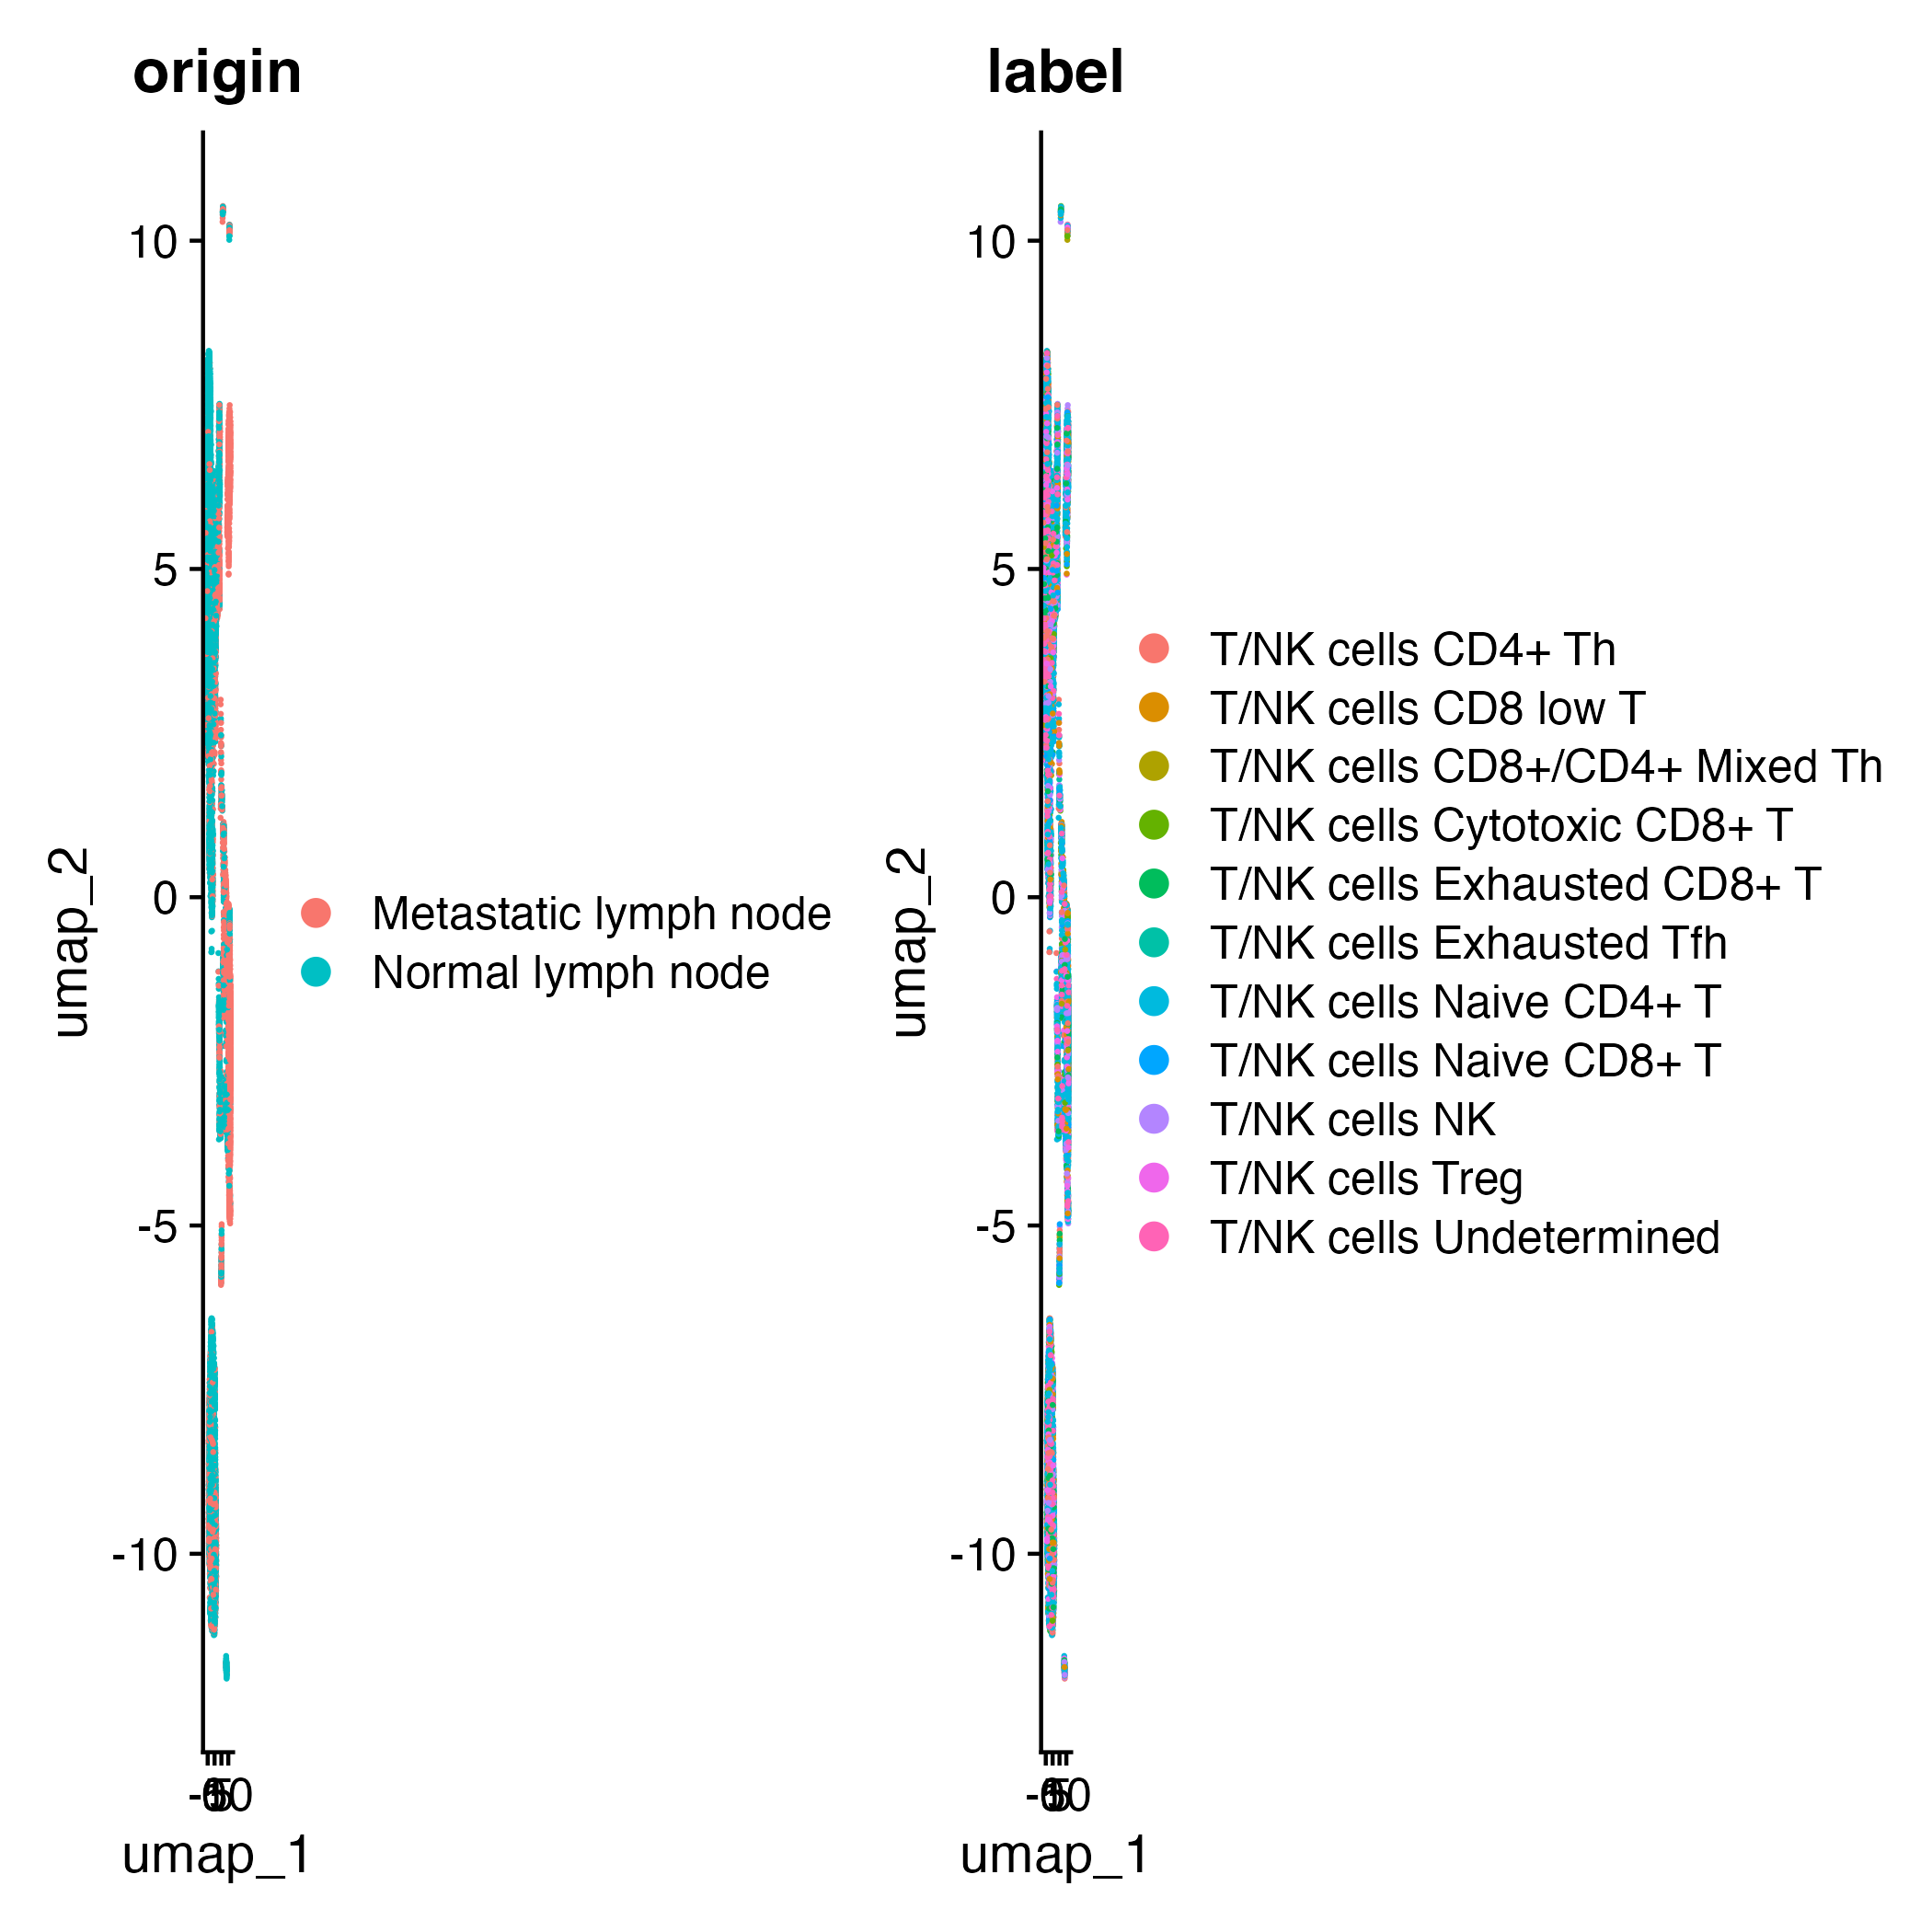 origin
label
10
5
0
-5
-10
umap_2
umap_1
Metastatic lymph node
Normal lymph node
10
5
0
-5
-10
umap_2
umap_1
T/NK cells CD4+ Th
T/NK cells CD8 low T
T/NK cells CD8+/CD4+ Mixed Th
T/NK cells Cytotoxic CD8+ T
T/NK cells Exhausted CD8+ T
T/NK cells Exhausted Tfh
T/NK cells Naive CD4+ T
T/NK cells Naive CD8+ T
T/NK cells NK
T/NK cells Treg
T/NK cells Undetermined